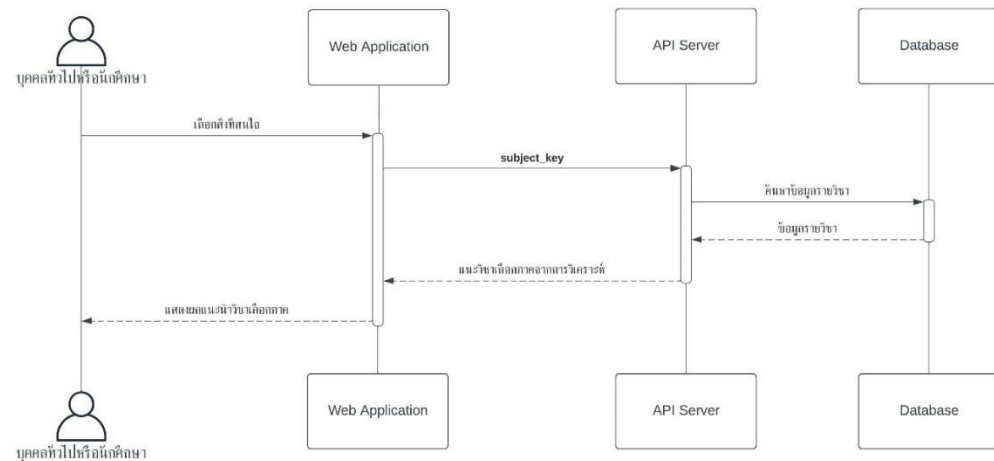 Web Application
API Server
Database
บุคคลทั่วไปหรือนักศึกษา
เลือกสิ่งที่สนใจ
subject_key
ค้นหาข้อมูลรายวิชา
ข้อมูลรายวิชา
แนะวิชาเลือกภาคจากการวิเคราะห์
แสดงผลแนะนำวิชาเลือกภาค
Web Application
API Server
Database
บุคคลทั่วไปหรือนักศึกษา